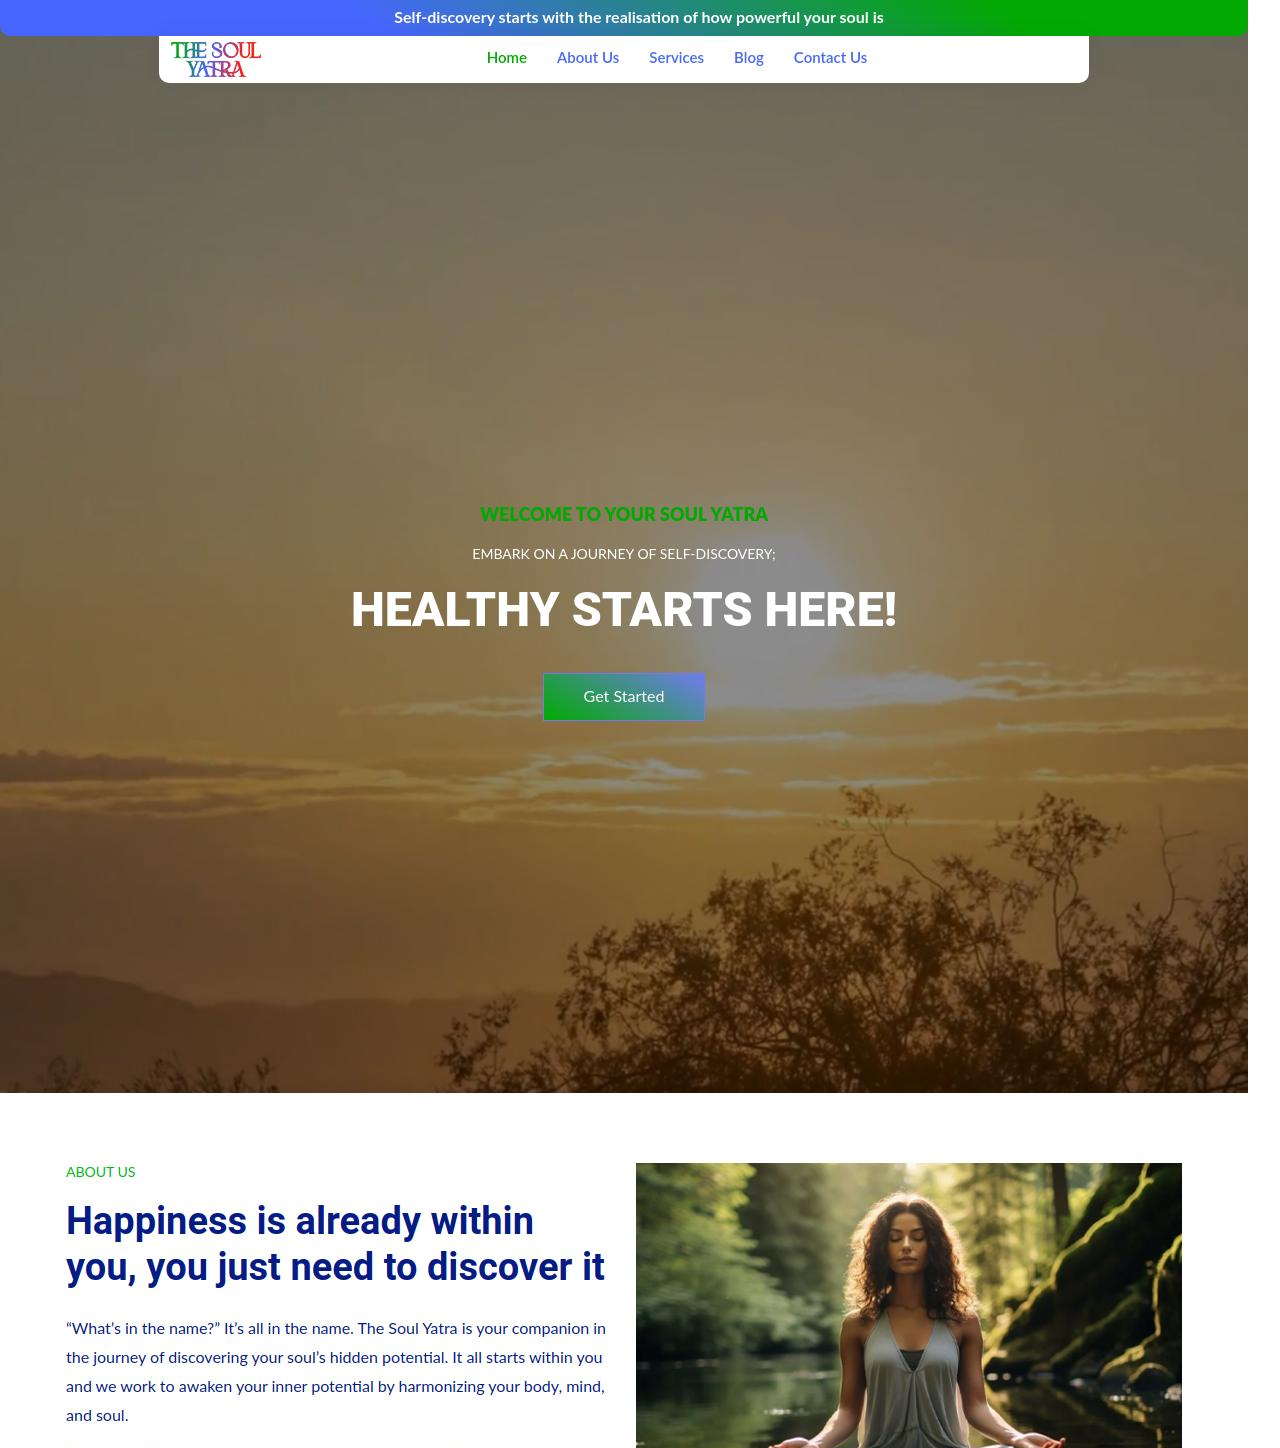 Self-discovery starts with the realisation of how powerful your soul is
THE SOUL
YATRA
Home About Us Services Blog Contact Us
WELCOME TO YOUR SOUL YATRA
EMBARK ON A JOURNEY OF SELF-DISCOVERY;
HEALTHY STARTS HERE!
Get Started
ABOUT US
Happiness is already within
you, you just need to discover it
“What’s in the name?” It’s all in the name. The Soul Yatra is your companion in
the journey of discovering your soul’s hidden potential. It all starts within you
and we work to awaken your inner potential by harmonizing your body, mind,
and soul.